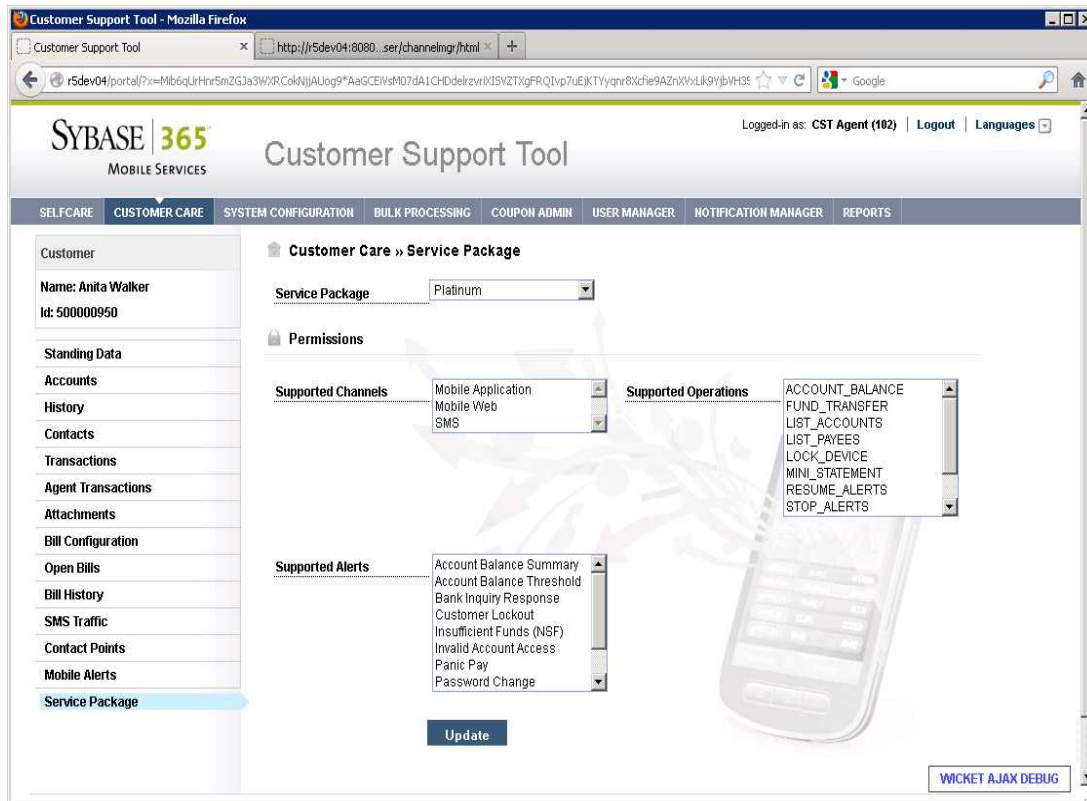 Customer Support Tool - Mozilla Firefox
Customer Support Tool × http://r5dev04:8080...ser/channelmgr/html × +
Google
SYBASE 365
MOBILE SERVICES
Customer Support Tool
Logged-in as: CST Agent (102) | Logout | Languages
SELFCARE CUSTOMER CARE SYSTEM CONFIGURATION BULK PROCESSING COUPON ADMIN USER MANAGER NOTIFICATION MANAGER REPORTS
Customer
Name: Anita Walker
Id: 500000950
Standing Data
Accounts
History
Contacts
Transactions
Agent Transactions
Attachments
Bill Configuration
Open Bills
Bill History
SMS Traffic
Contact Points
Mobile Alerts
Service Package
Customer Care » Service Package
Service Package Platinum
Permissions
Supported Channels
Mobile Application
Mobile Web
SMS
Supported Operations
ACCOUNT_BALANCE
FUND_TRANSFER
LIST_ACCOUNTS
LIST_PAYEES
LOCK_DEVICE
MINI_STATEMENT
RESUME_ALERTS
STOP_ALERTS
Supported Alerts
Account Balance Summary
Account Balance Threshold
Bank Inquiry Response
Customer Lockout
Insufficient Funds (NSF)
Invalid Account Access
Panic Pay
Password Change
Update
WICKET AJAX DEBUG